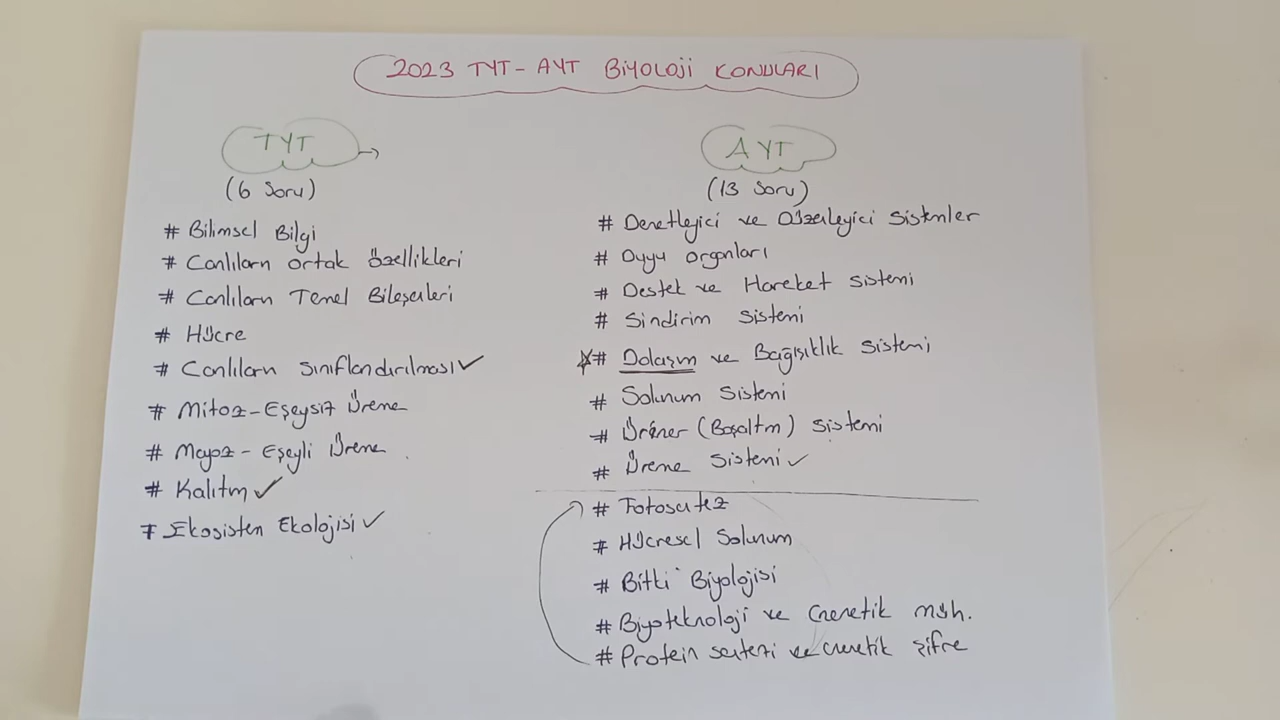 2023 TYT - AYT BİYOLOJİ KONULARI
TYT
(6 Soru)
# Bilimsel Bilgi
# Canlıların Ortak Özellikleri
# Canlıların Temel Bileşenleri
# Hücre
# Canlıların Sınıflandırılması ✓
# Mitoz - Eşeysiz Üreme
# Mayoz - Eşeyli Üreme
# Kalıtım ✓
# Ekosistem Ekolojisi ✓
AYT
(13 Soru)
# Denetleyici ve Düzenleyici Sistemler
# Duyu organları
# Destek ve Hareket Sistemi
# Sindirim Sistemi
# Dolaşım ve Bağışıklık Sistemi
# Solunum Sistemi
# Üriner (Boşaltım) Sistemi
# Üreme Sistemi ✓
# Fotosentez
# Hücresel Solunum
# Bitki Biyolojisi
# Biyoteknoloji ve Genetik müh.
# Protein sentezi ve Genetik şifre